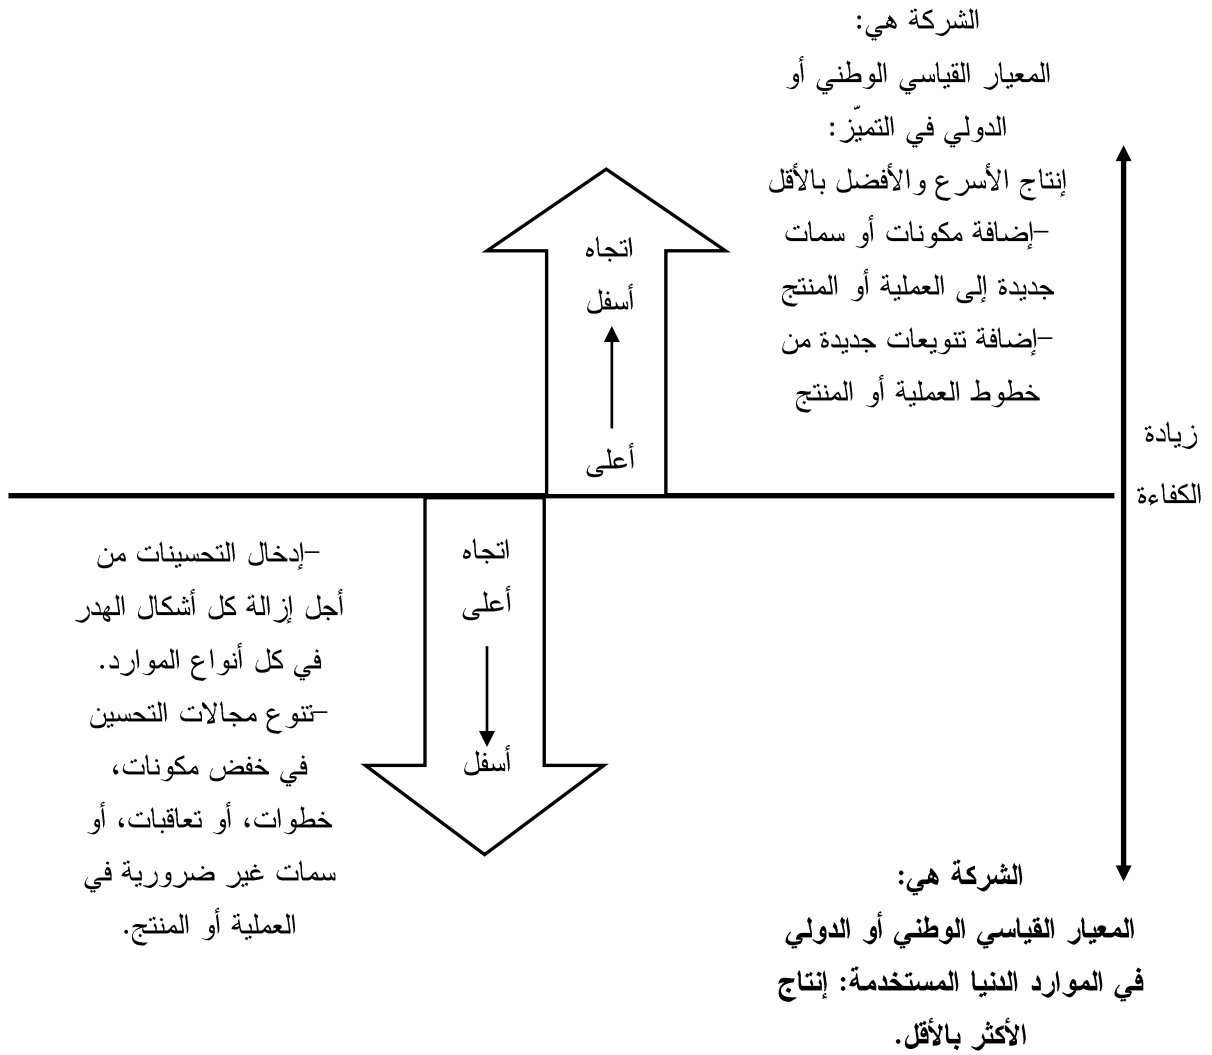 الشركة هي:
المعيار القياسي الوطني أو
الدولي في التميّز:
إنتاج الأسرع والأفضل بالأقل
-إضافة مكونات أو سمات
جديدة إلى العملية أو المنتج
-إضافة تنويعات جديدة من
خطوط العملية أو المنتج
اتجاه
أسفل
أعلى
زيادة
الكفاءة
اتجاه
أعلى
أسفل
-إدخال التحسينات من
أجل إزالة كل أشكال الهدر
في كل أنواع الموارد.
-تنوع مجالات التحسين
في خفض مكونات،
خطوات، أو تعاقبات، أو
سمات غير ضرورية في
العملية أو المنتج.
الشركة هي:
المعيار القياسي الوطني أو الدولي
في الموارد الدنيا المستخدمة: إنتاج
الأكثر بالأقل.